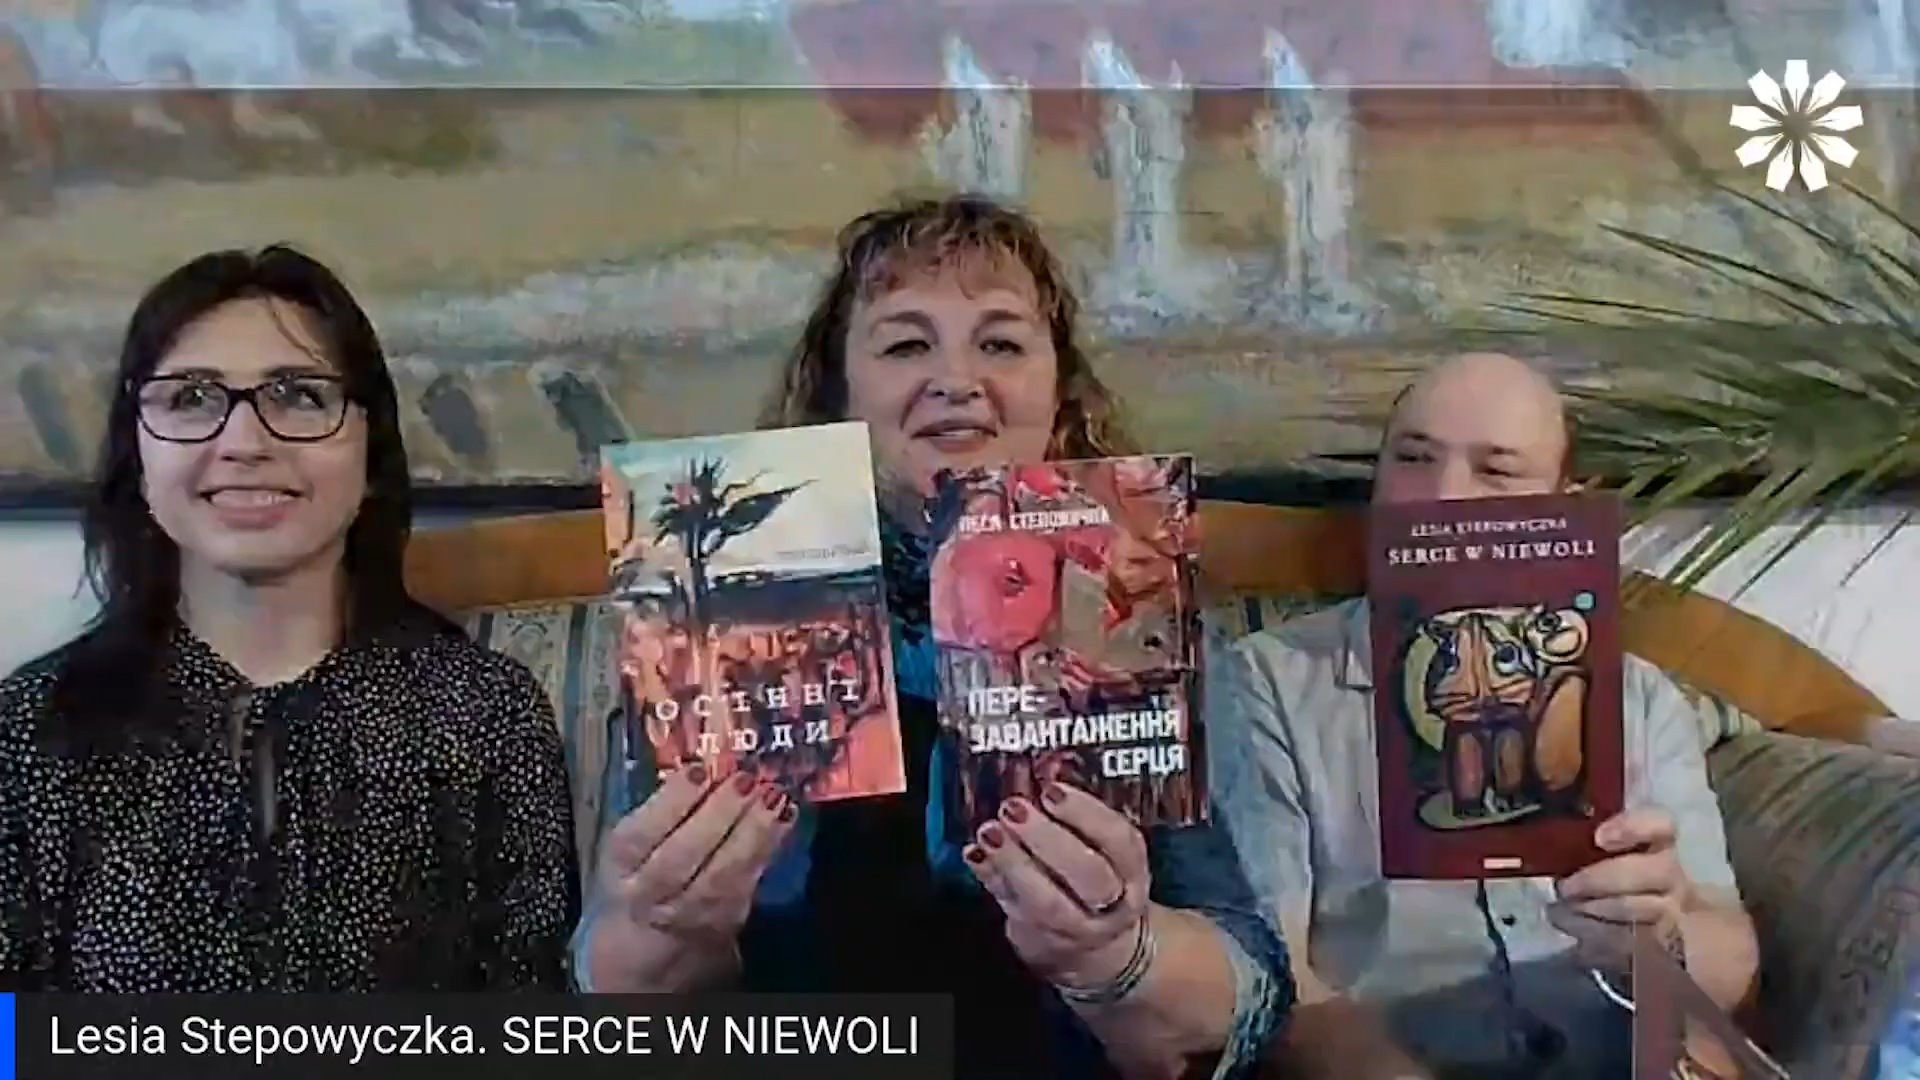 ОСІННІ
ЛЮДИ
ЛЕСЯ СТЕПОВИЧКА
ПЕРЕ-
ЗАВАНТАЖЕННЯ
СЕРЦЯ
LESIA STEPOWYCZKA
SERCE W NIEWOLI
Lesia Stepowyczka. SERCE W NIEWOLI